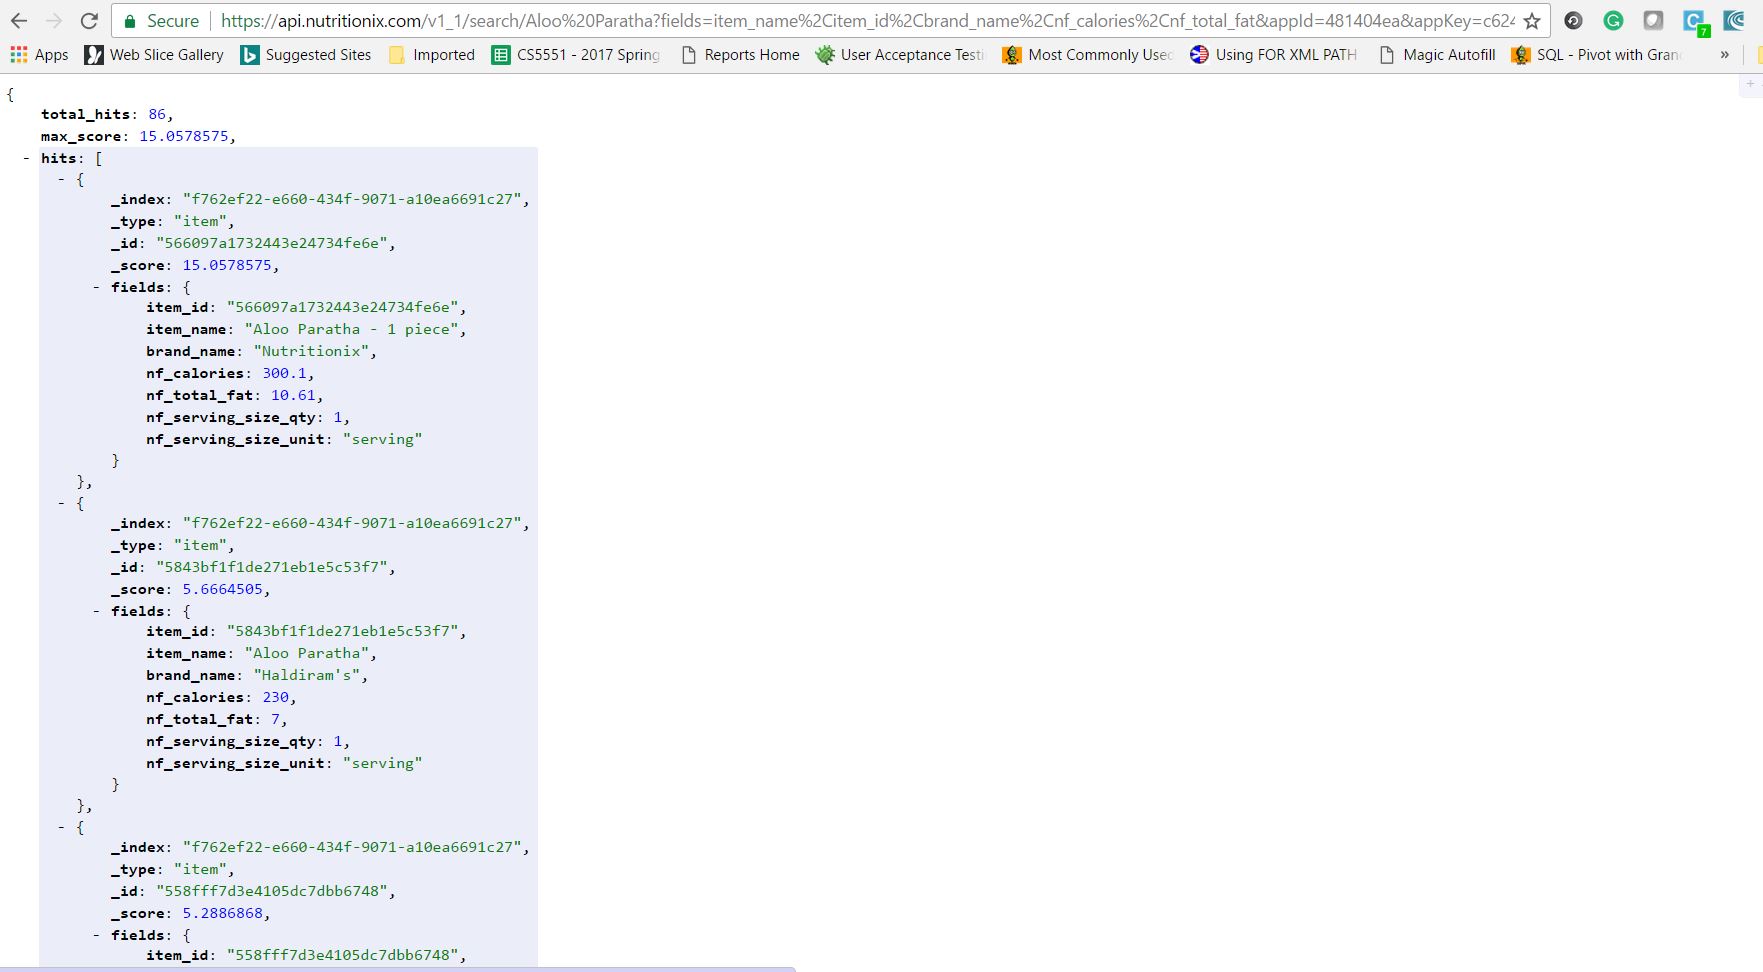 Secure https://api.nutritionix.com/v1_1/search/Aloo%20Paratha?fields=item_name%2Citem_id%2Cbrand_name%2Cnf_calories%2Cnf_total_fat&appId=481404ea&appKey=c624
7
Apps Web Slice Gallery Suggested Sites Imported CS5551 - 2017 Spring Reports Home User Acceptance Testi Most Commonly Used Using FOR XML PATH Magic Autofill SQL - Pivot with Gran »
{
total_hits: 86,
max_score: 15.0578575,
- hits: [
- {
_index: "f762ef22-e660-434f-9071-a10ea6691c27",
_type: "item",
_id: "566097a1732443e24734fe6e",
_score: 15.0578575,
- fields: {
item_id: "566097a1732443e24734fe6e",
item_name: "Aloo Paratha - 1 piece",
brand_name: "Nutritionix",
nf_calories: 300.1,
nf_total_fat: 10.61,
nf_serving_size_qty: 1,
nf_serving_size_unit: "serving"
}
},
- {
_index: "f762ef22-e660-434f-9071-a10ea6691c27",
_type: "item",
_id: "5843bf1f1de271eb1e5c53f7",
_score: 5.6664505,
- fields: {
item_id: "5843bf1f1de271eb1e5c53f7",
item_name: "Aloo Paratha",
brand_name: "Haldiram's",
nf_calories: 230,
nf_total_fat: 7,
nf_serving_size_qty: 1,
nf_serving_size_unit: "serving"
}
},
- {
_index: "f762ef22-e660-434f-9071-a10ea6691c27",
_type: "item",
_id: "558fff7d3e4105dc7dbb6748",
_score: 5.2886868,
- fields: {
item_id: "558fff7d3e4105dc7dbb6748",